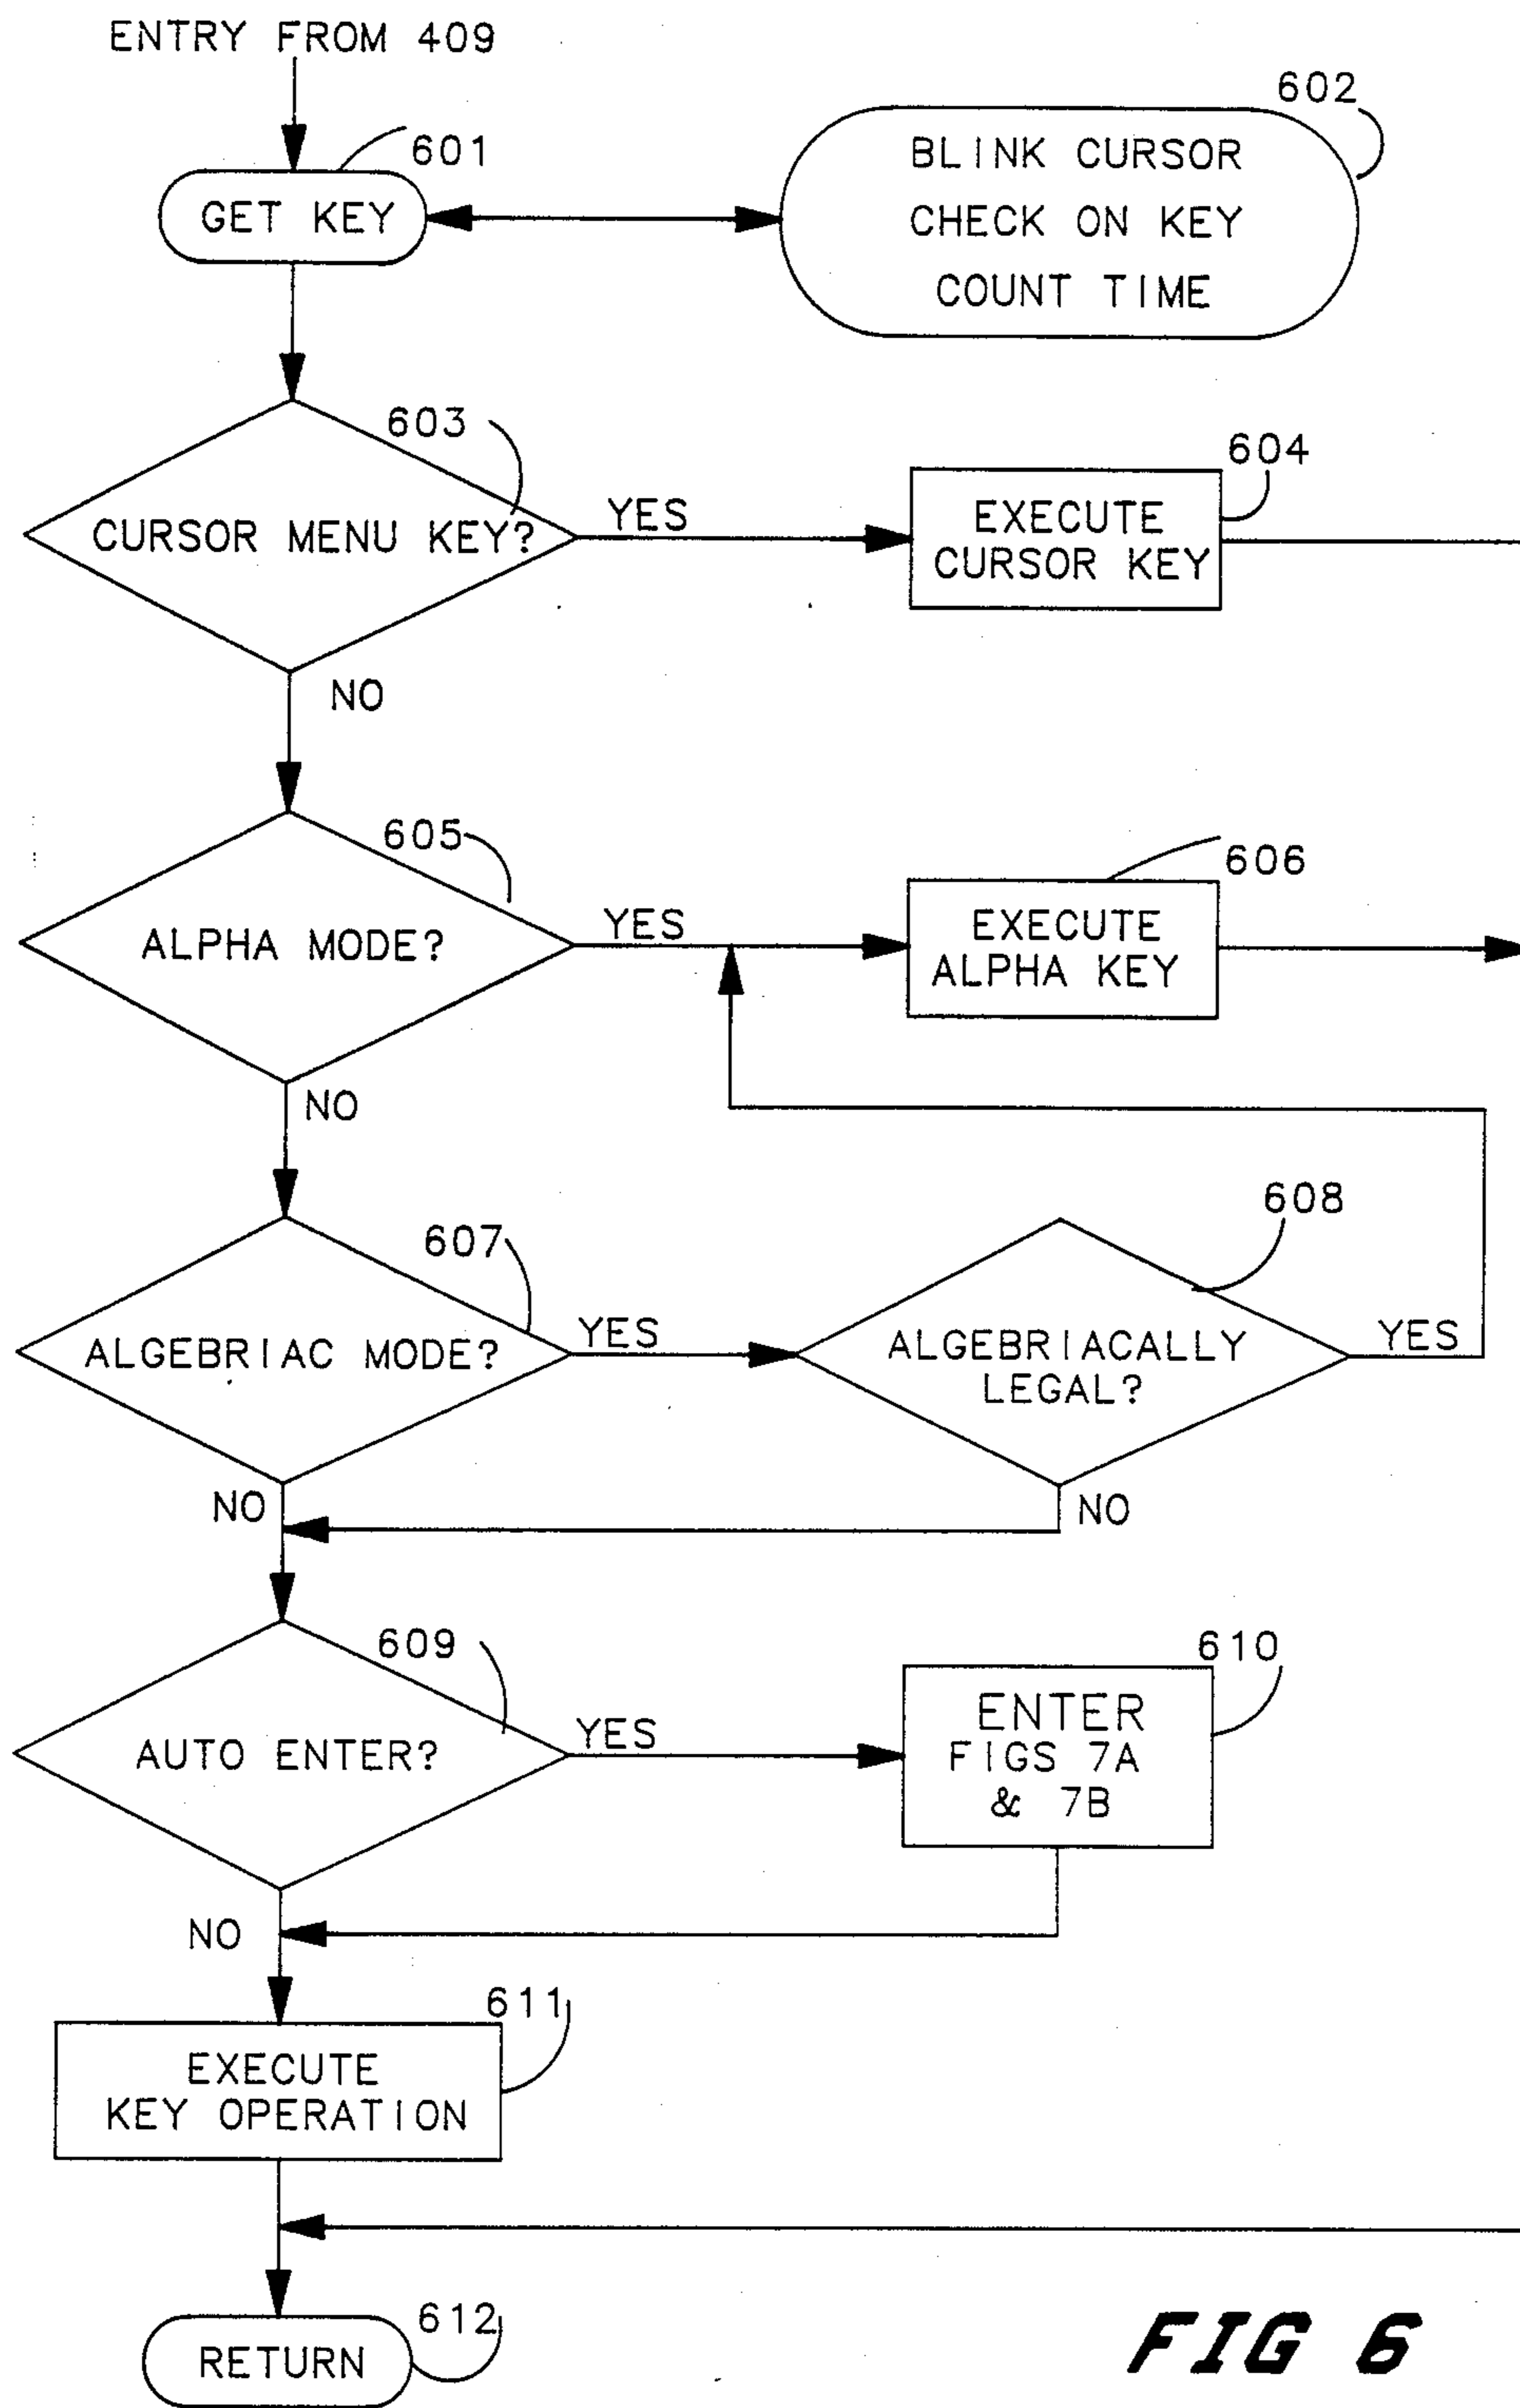 ENTRY FROM 409
601
602
GET KEY
BLINK CURSOR
CHECK ON KEY
COUNT TIME
603
604
CURSOR MENU KEY?
YES
EXECUTE
CURSOR KEY
NO
605
606
ALPHA MODE?
YES
EXECUTE
ALPHA KEY
NO
607
608
ALGEBRIAC MODE?
YES
ALGEBRIACALLY
LEGAL?
YES
NO
NO
609
610
AUTO ENTER?
YES
ENTER
FIGS 7A
& 7B
NO
611
EXECUTE
KEY OPERATION
612
RETURN
FIG 6